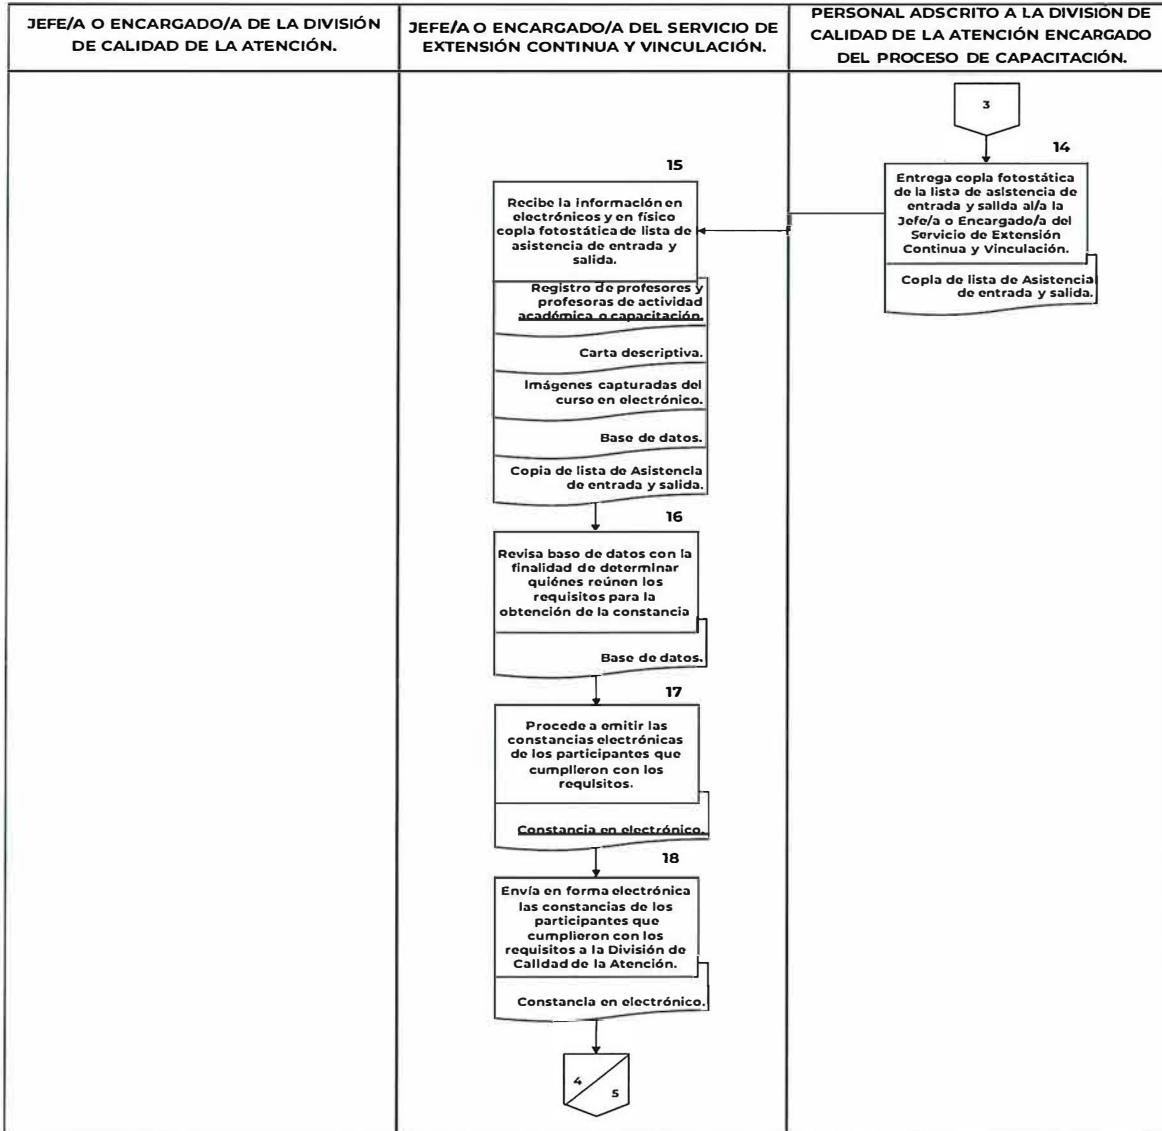 JEFE/A O ENCARGADO/A DE LA DIVISIÓN
DE CALIDAD DE LA ATENCIÓN.
JEFE/A O ENCARGADO/A DEL SERVICIO DE
EXTENSIÓN CONTINUA Y VINCULACIÓN.
PERSONAL ADSCRITO A LA DIVISIÓN DE
CALIDAD DE LA ATENCIÓN ENCARGADO
DEL PROCESO DE CAPACITACIÓN.
3
14
Entrega copla fotostática
de la lista de asistencia de
entrada y sallda al/a la
Jefe/a o Encargado/a del
Servicio de Extensión
Continua y Vinculación.
Copla de lista de Asistencia
de entrada y salida.
15
Recibe la información en
electrónicos y en físico
copla fotostática de lista de
asistencia de entrada y
salida.
Registro de profesores y
profesoras de actividad
académica o capacitación.
Carta descriptiva.
Imágenes capturadas del
curso en electrónico.
Base de datos.
Copia de lista de Asistencia
de entrada y salida.
16
Revisa baso de datos con la
finalidad de determinar
quiénes reúnen los
requisitos para la
obtención de la constancia
Base de datos.
17
Procede a emitir las
constancias electrónicas
de los participantes que
cumplieron con los
requisitos.
Constancia en electrónico.
18
Envía en forma electrónica
las constancias de los
participantes que
cumplieron con los
requisitos a la División de
Calldad de la Atención.
Constancia en electrónico.
4
5